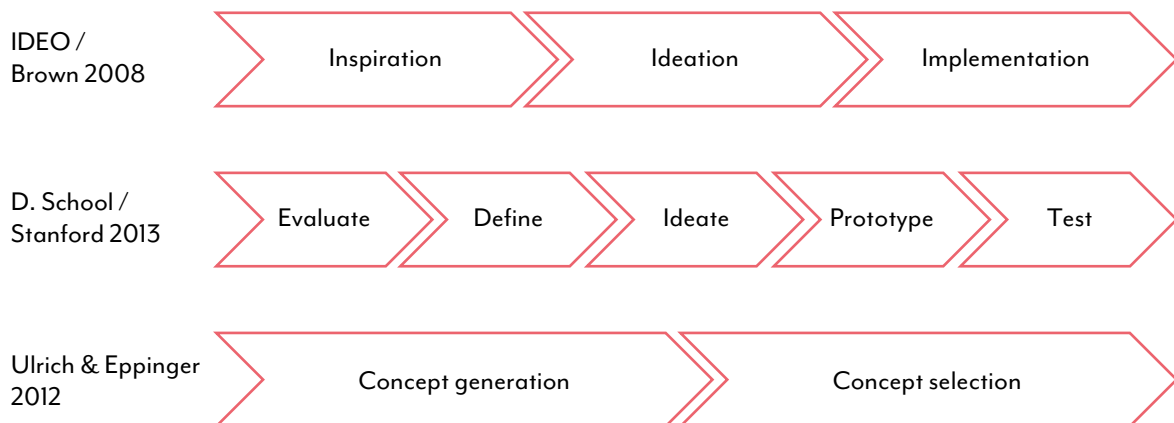 IDEO /
Brown 2008
Inspiration
Ideation
Implementation
D. School /
Stanford 2013
Evaluate
Define
Ideate
Prototype
Test
Ulrich & Eppinger
2012
Concept generation
Concept selection